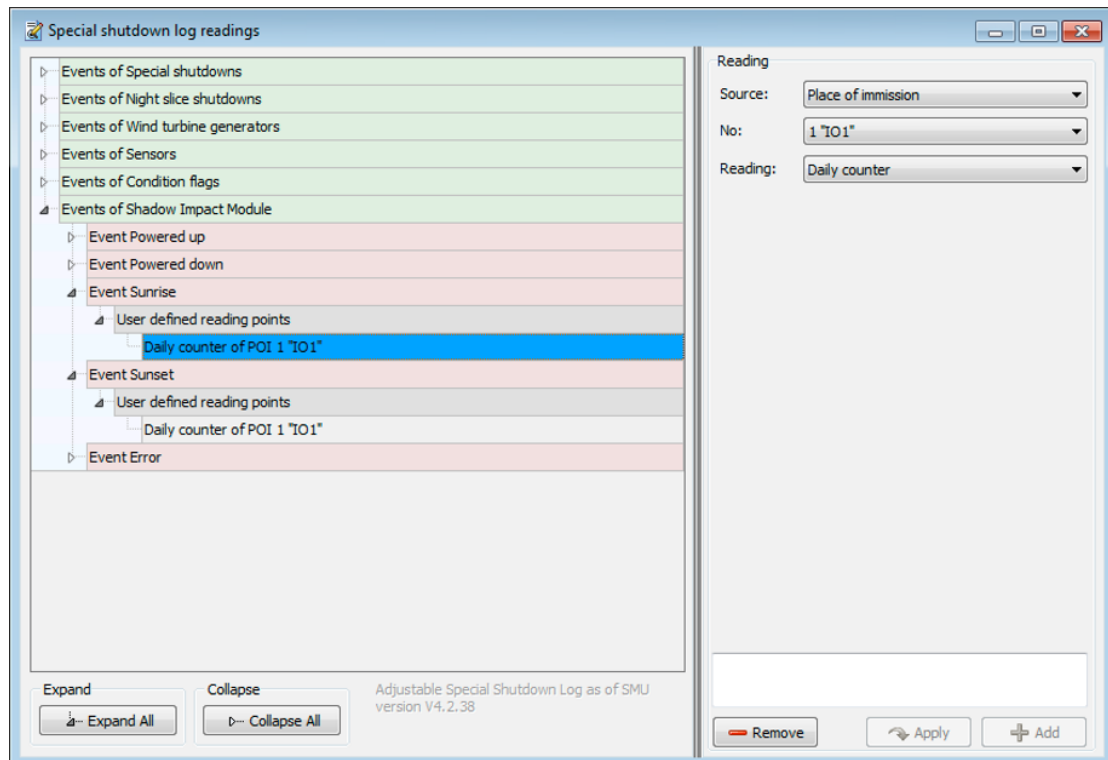 Special shutdown log readings
Events of Special shutdowns
Events of Night slice shutdowns
Events of Wind turbine generators
Events of Sensors
Events of Condition flags
Events of Shadow Impact Module
Event Powered up
Event Powered down
Event Sunrise
User defined reading points
Daily counter of POI 1 "IO1"
Event Sunset
User defined reading points
Daily counter of POI 1 "IO1"
Event Error
Expand
Expand All
Collapse
Collapse All
Adjustable Special Shutdown Log as of SMU
version V4.2.38
Reading
Source: Place of immission
No: 1 "IO1"
Reading: Daily counter
Remove
Apply
Add